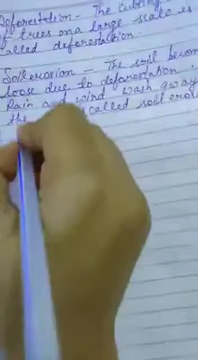 Deforestation - The cutting
of trees on a large scale is
called deforestation.
Soil erosion - The soil
loose due to deforestation.
Rain and wind wash away
the called soil